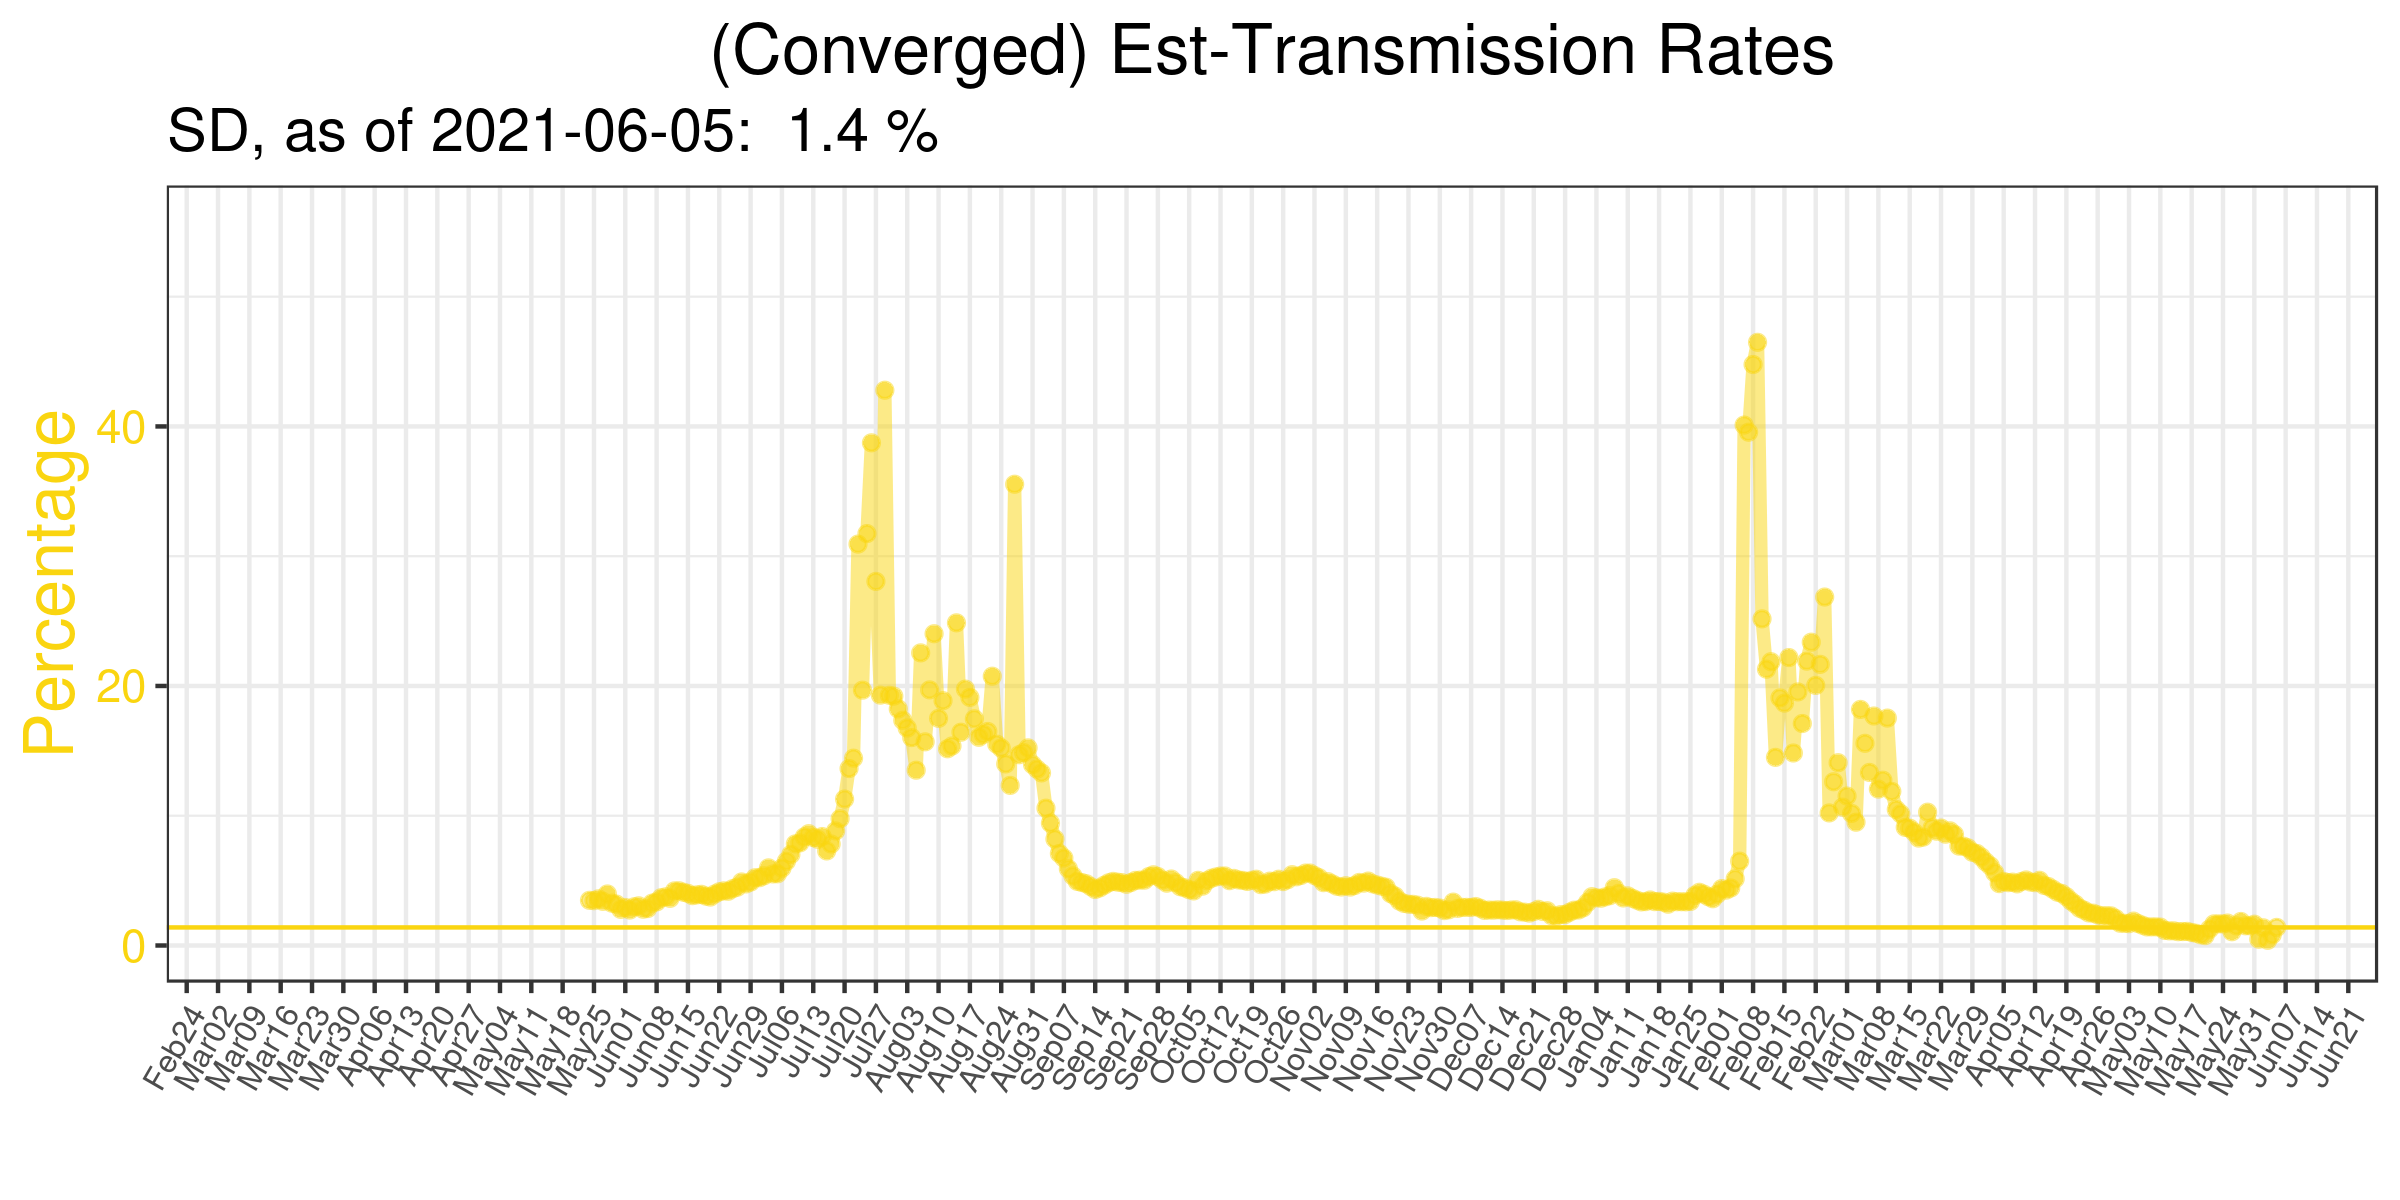 (Converged) Est-Transmission Rates
SD, as of 2021-06-05:  1.4 %
Percentage
40
20
0
Feb24
Mar02
Mar09
Mar16
Mar23
Mar30
Apr06
Apr13
Apr20
Apr27
May04
May11
May18
May25
Jun01
Jun08
Jun15
Jun22
Jun29
Jul06
Jul13
Jul20
Jul27
Aug03
Aug10
Aug17
Aug24
Aug31
Sep07
Sep14
Sep21
Sep28
Oct05
Oct12
Oct19
Oct26
Nov02
Nov09
Nov16
Nov23
Nov30
Dec07
Dec14
Dec21
Dec28
Jan04
Jan11
Jan18
Jan25
Feb01
Feb08
Feb15
Feb22
Mar01
Mar08
Mar15
Mar22
Mar29
Apr05
Apr12
Apr19
Apr26
May03
May10
May17
May24
May31
Jun07
Jun14
Jun21